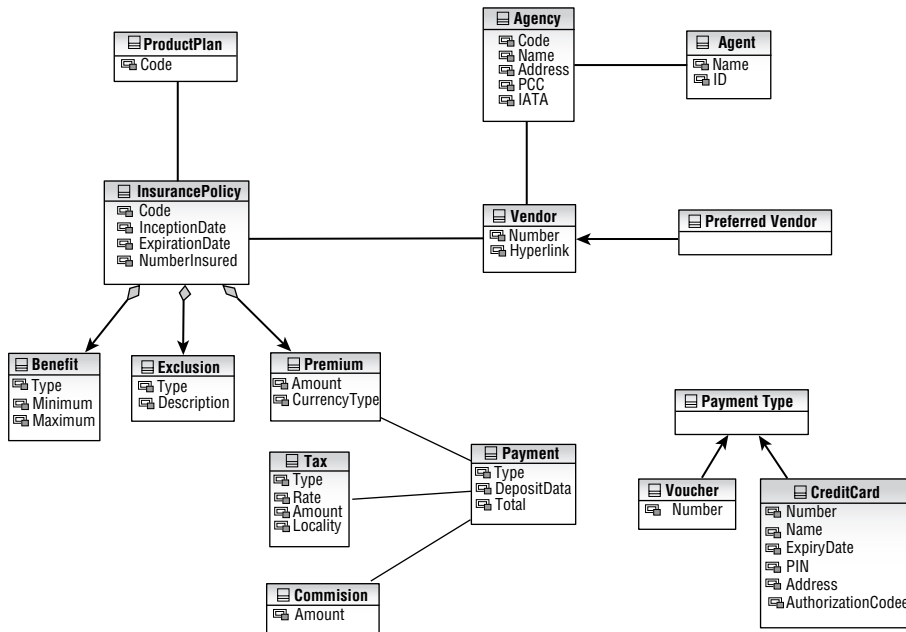 ProductPlan
Code
Agency
Code
Name
Address
PCC
IATA
Agent
Name
ID
InsurancePolicy
Code
InceptionDate
ExpirationDate
NumberInsured
Vendor
Number
Hyperlink
Preferred Vendor
Benefit
Type
Minimum
Maximum
Exclusion
Type
Description
Premium
Amount
CurrencyType
Tax
Type
Rate
Amount
Locality
Payment
Type
DepositData
Total
Commision
Amount
Payment Type
Voucher
Number
CreditCard
Number
Name
ExpiryDate
PIN
Address
AuthorizationCodee